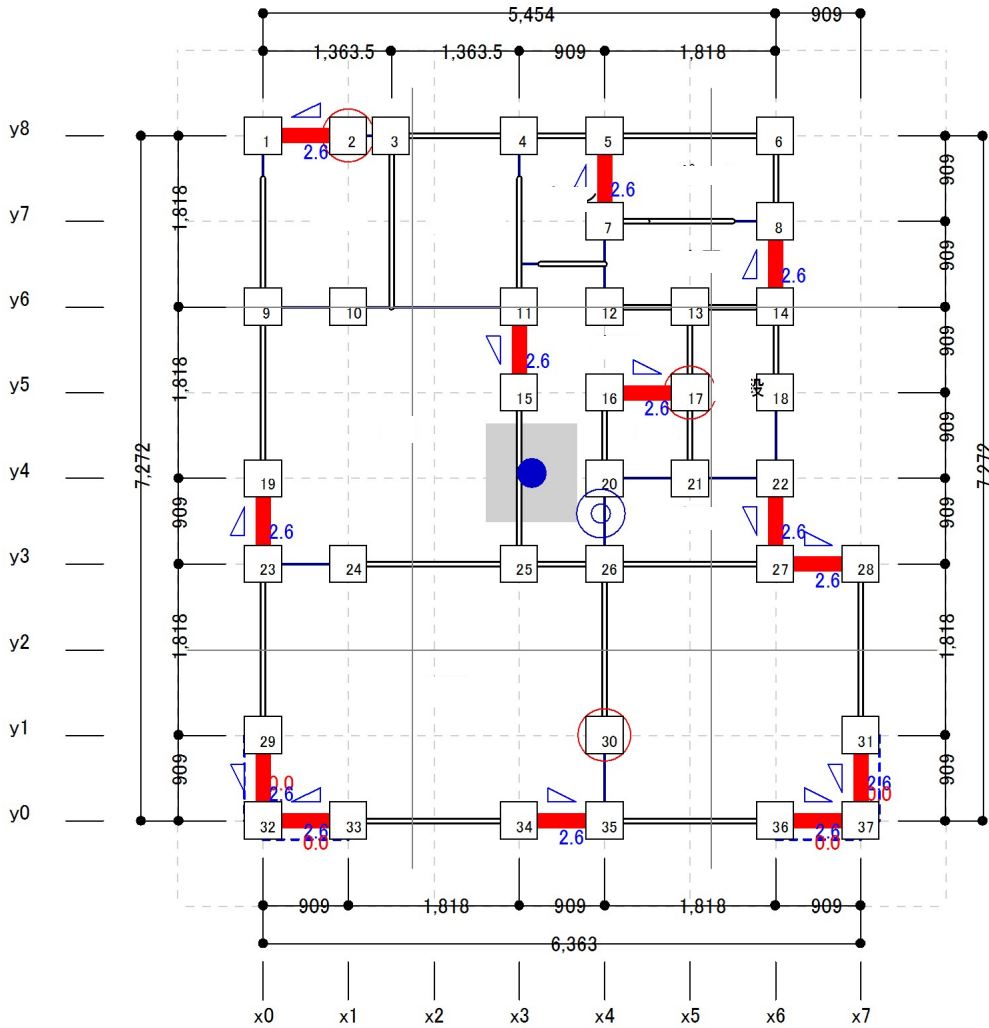 5,454 909
1,363.5 1,363.5 909 1,818
y8 1 2 3 4 5 6
2.6
1,818 2.6 909
y7 7 8
2.6 909
y6 9 10 11 12 13 14
2.6 909
1,818
y5 15 16 17 18
2.6
7,272 909 7,272
y4 19 20 21 22
909 2.6 2.6 909
y3 23 24 25 26 27 28
2.6
y2 1,818 1,818
y1 29 30 31
909 0.0 2.6 2.6 0.0 909
y0 32 33 34 35 36 37
2.6 0.0 2.6 2.6 0.0
909 1,818 909 1,818 909
6,363
x0 x1 x2 x3 x4 x5 x6 x7